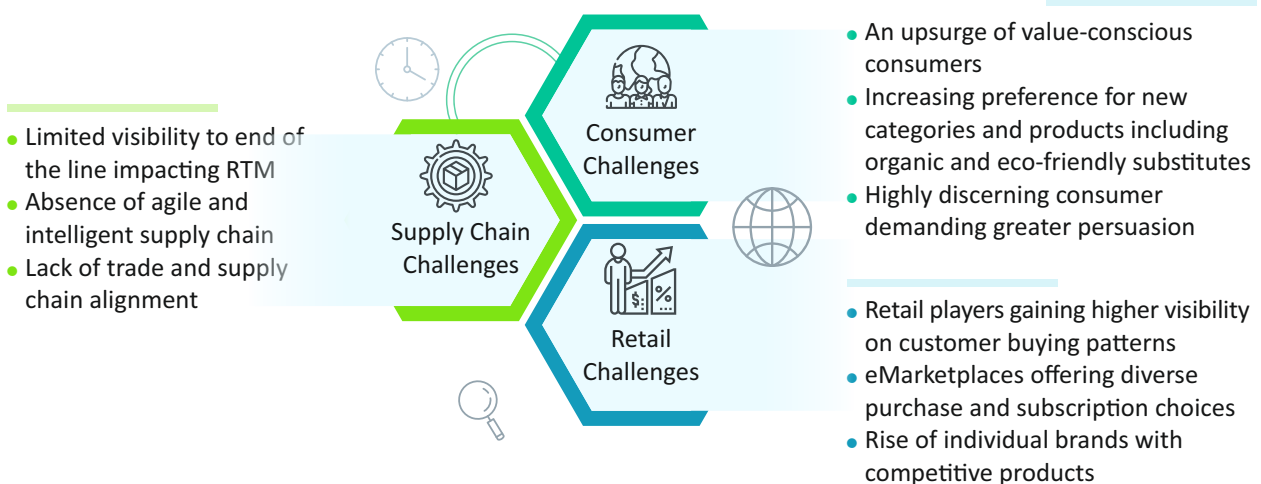 Limited visibility to end of
the line impacting RTM
Absence of agile and
intelligent supply chain
Lack of trade and supply
chain alignment
Supply Chain
Challenges
Consumer
Challenges
An upsurge of value-conscious
consumers
Increasing preference for new
categories and products including
organic and eco-friendly substitutes
Highly discerning consumer
demanding greater persuasion
Retail
Challenges
$
%
Retail players gaining higher visibility
on customer buying patterns
eMarketplaces offering diverse
purchase and subscription choices
Rise of individual brands with
competitive products